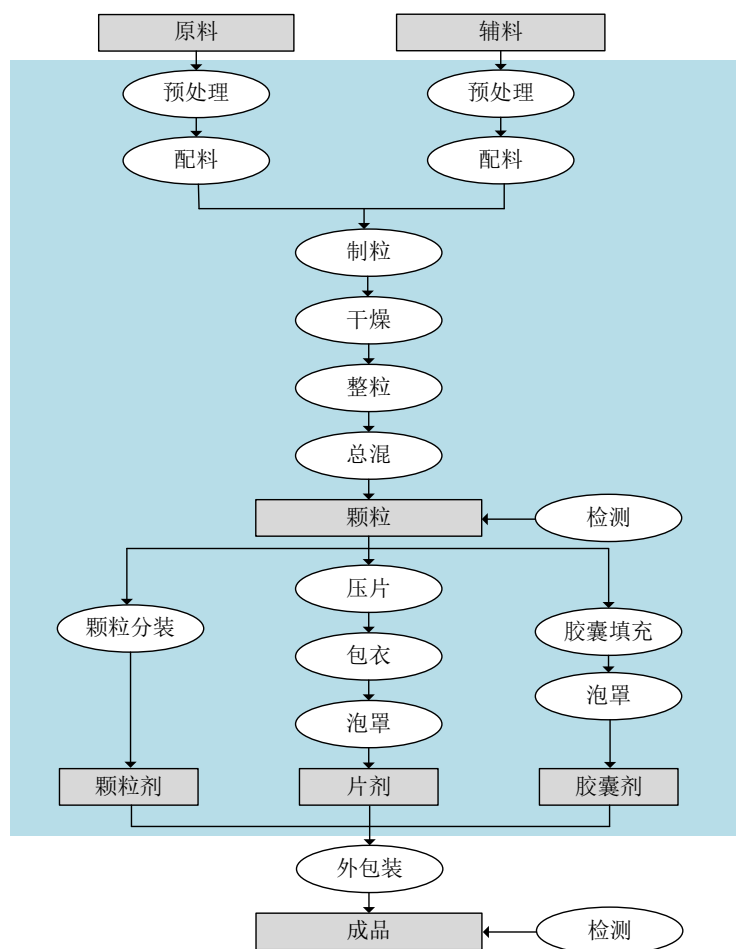 原料
辅料
预处理
预处理
配料
配料
制粒
干燥
整粒
总混
颗粒
检测
压片
颗粒分装
胶囊填充
包衣
泡罩
泡罩
颗粒剂
片剂
胶囊剂
外包装
成品
检测